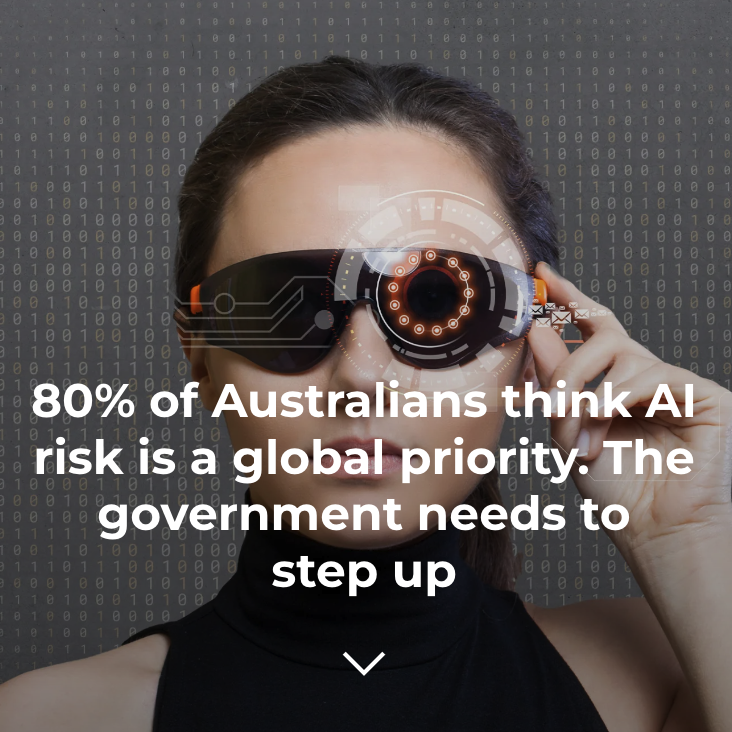 80% of Australians think AI
risk is a global priority. The
government needs to
step up